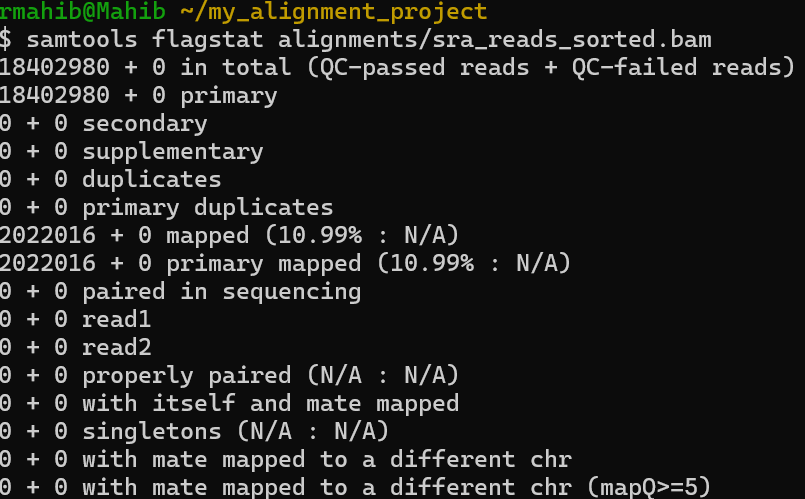 rmahib@Mahib ~/my_alignment_project
$ samtools flagstat alignments/sra_reads_sorted.bam
18402980 + 0 in total (QC-passed reads + QC-failed reads)
18402980 + 0 primary
0 + 0 secondary
0 + 0 supplementary
0 + 0 duplicates
0 + 0 primary duplicates
2022016 + 0 mapped (10.99% : N/A)
2022016 + 0 primary mapped (10.99% : N/A)
0 + 0 paired in sequencing
0 + 0 read1
0 + 0 read2
0 + 0 properly paired (N/A : N/A)
0 + 0 with itself and mate mapped
0 + 0 singletons (N/A : N/A)
0 + 0 with mate mapped to a different chr
0 + 0 with mate mapped to a different chr (mapQ>=5)